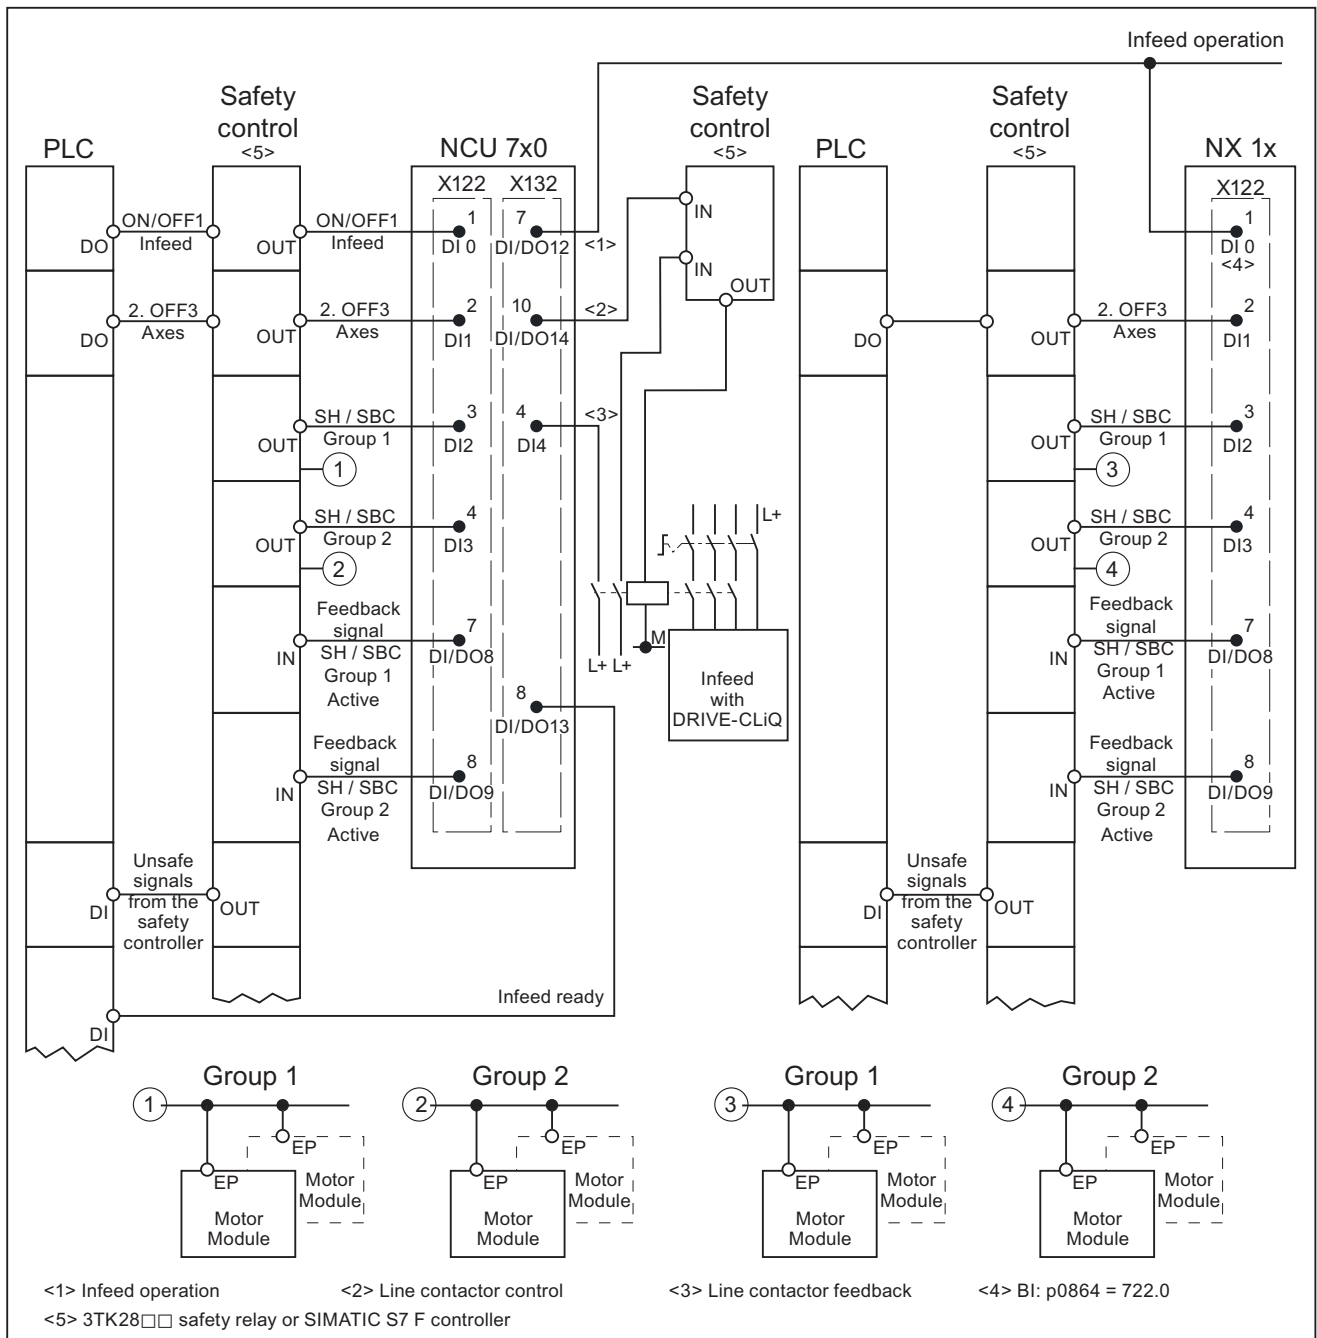 Infeed operation
Safety
control
<5>
Safety
control
<5>
Safety
control
<5>
PLC
NCU 7x0
PLC
NX 1x
X122
X132
X122
ON/OFF1
Infeed
DO
OUT
ON/OFF1
Infeed
1
DI 0
7
DI/DO12
<1>
IN
IN
OUT
1
DI 0
<4>
2. OFF3
Axes
DO
OUT
2. OFF3
Axes
2
DI1
10
DI/DO14
<2>
DO
OUT
2. OFF3
Axes
2
DI1
SH / SBC
Group 1
OUT
1
3
DI2
4
DI4
<3>
SH / SBC
Group 1
OUT
3
3
DI2
SH / SBC
Group 2
OUT
2
4
DI3
L+
SH / SBC
Group 2
OUT
4
4
DI3
Feedback
signal
SH / SBC
Group 1
Active
IN
7
DI/DO8
L+ L+
M
Infeed
with
DRIVE-CLiQ
Feedback
signal
SH / SBC
Group 1
Active
IN
7
DI/DO8
8
DI/DO13
Feedback
signal
SH / SBC
Group 2
Active
IN
8
DI/DO9
Feedback
signal
SH / SBC
Group 2
Active
IN
8
DI/DO9
Unsafe
signals
from the
safety
controller
DI
OUT
Unsafe
signals
from the
safety
controller
DI
OUT
Infeed ready
DI
Group 1
1
EP
EP
Motor
Module
Motor
Module
Group 2
2
EP
EP
Motor
Module
Motor
Module
Group 1
3
EP
EP
Motor
Module
Motor
Module
Group 2
4
EP
EP
Motor
Module
Motor
Module
<1> Infeed operation
<2> Line contactor control
<3> Line contactor feedback
<4> BI: p0864 = 722.0
<5> 3TK28□□ safety relay or SIMATIC S7 F controller